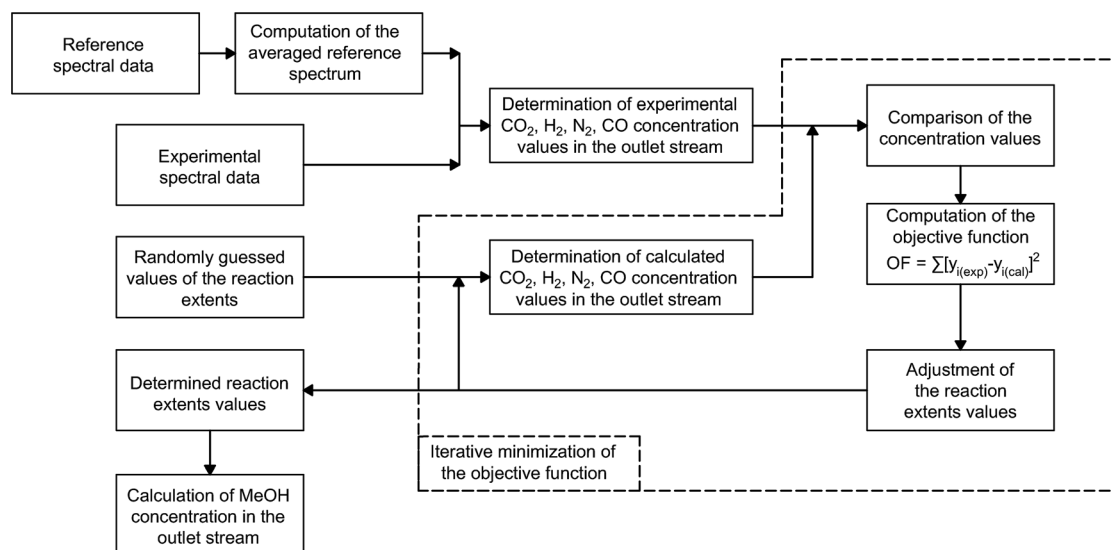 Reference
spectral data
Computation of the
averaged reference
spectrum
Experimental
spectral data
Determination of experimental
CO₂, H₂, N₂, CO concentration
values in the outlet stream
Comparison of the
concentration values
Computation of the
objective function
OF = ∑[y_i(exp)-y_i(cal)]²
Randomly guessed
values of the reaction
extents
Determination of calculated
CO₂, H₂, N₂, CO concentration
values in the outlet stream
Adjustment of
the reaction
extents values
Determined reaction
extents values
Iterative minimization of
the objective function
Calculation of MeOH
concentration in the
outlet stream